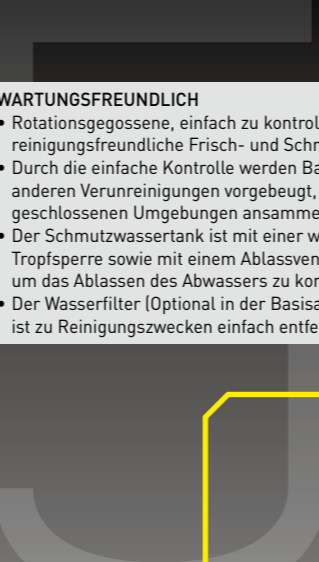 WARTUNGSFREUNDLICH
• Rotationsgegossene, einfach zu kontrol
reinigungsfreundliche Frisch- und Schr
• Durch die einfache Kontrolle werden Ba
anderen Verunreinigungen vorgebeugt,
geschlossenen Umgebungen ansamme
• Der Schmutzwassertank ist mit einer w
Tropfsperre sowie mit einem Ablassven
um das Ablassen des Abwassers zu kor
• Der Wasserfilter (Optional in der Basisa
ist zu Reinigungszwecken einfach entfe